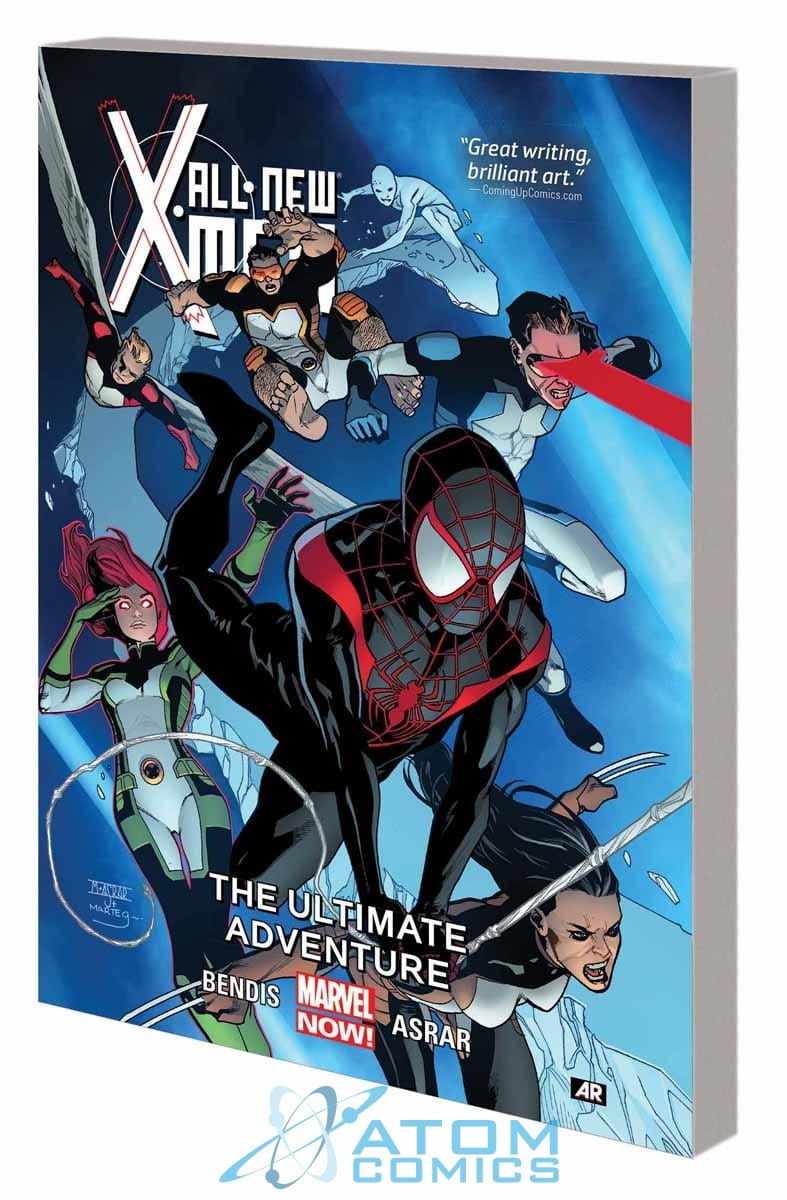 ALL·NEW
X·MEN
"Great writing,
brilliant art."
— ComingUpComics.com
M·ASRAR
THE ULTIMATE
ADVENTURE
BENDIS
MARVEL
NOW!
ASRAR
AR
ATOM
COMICS